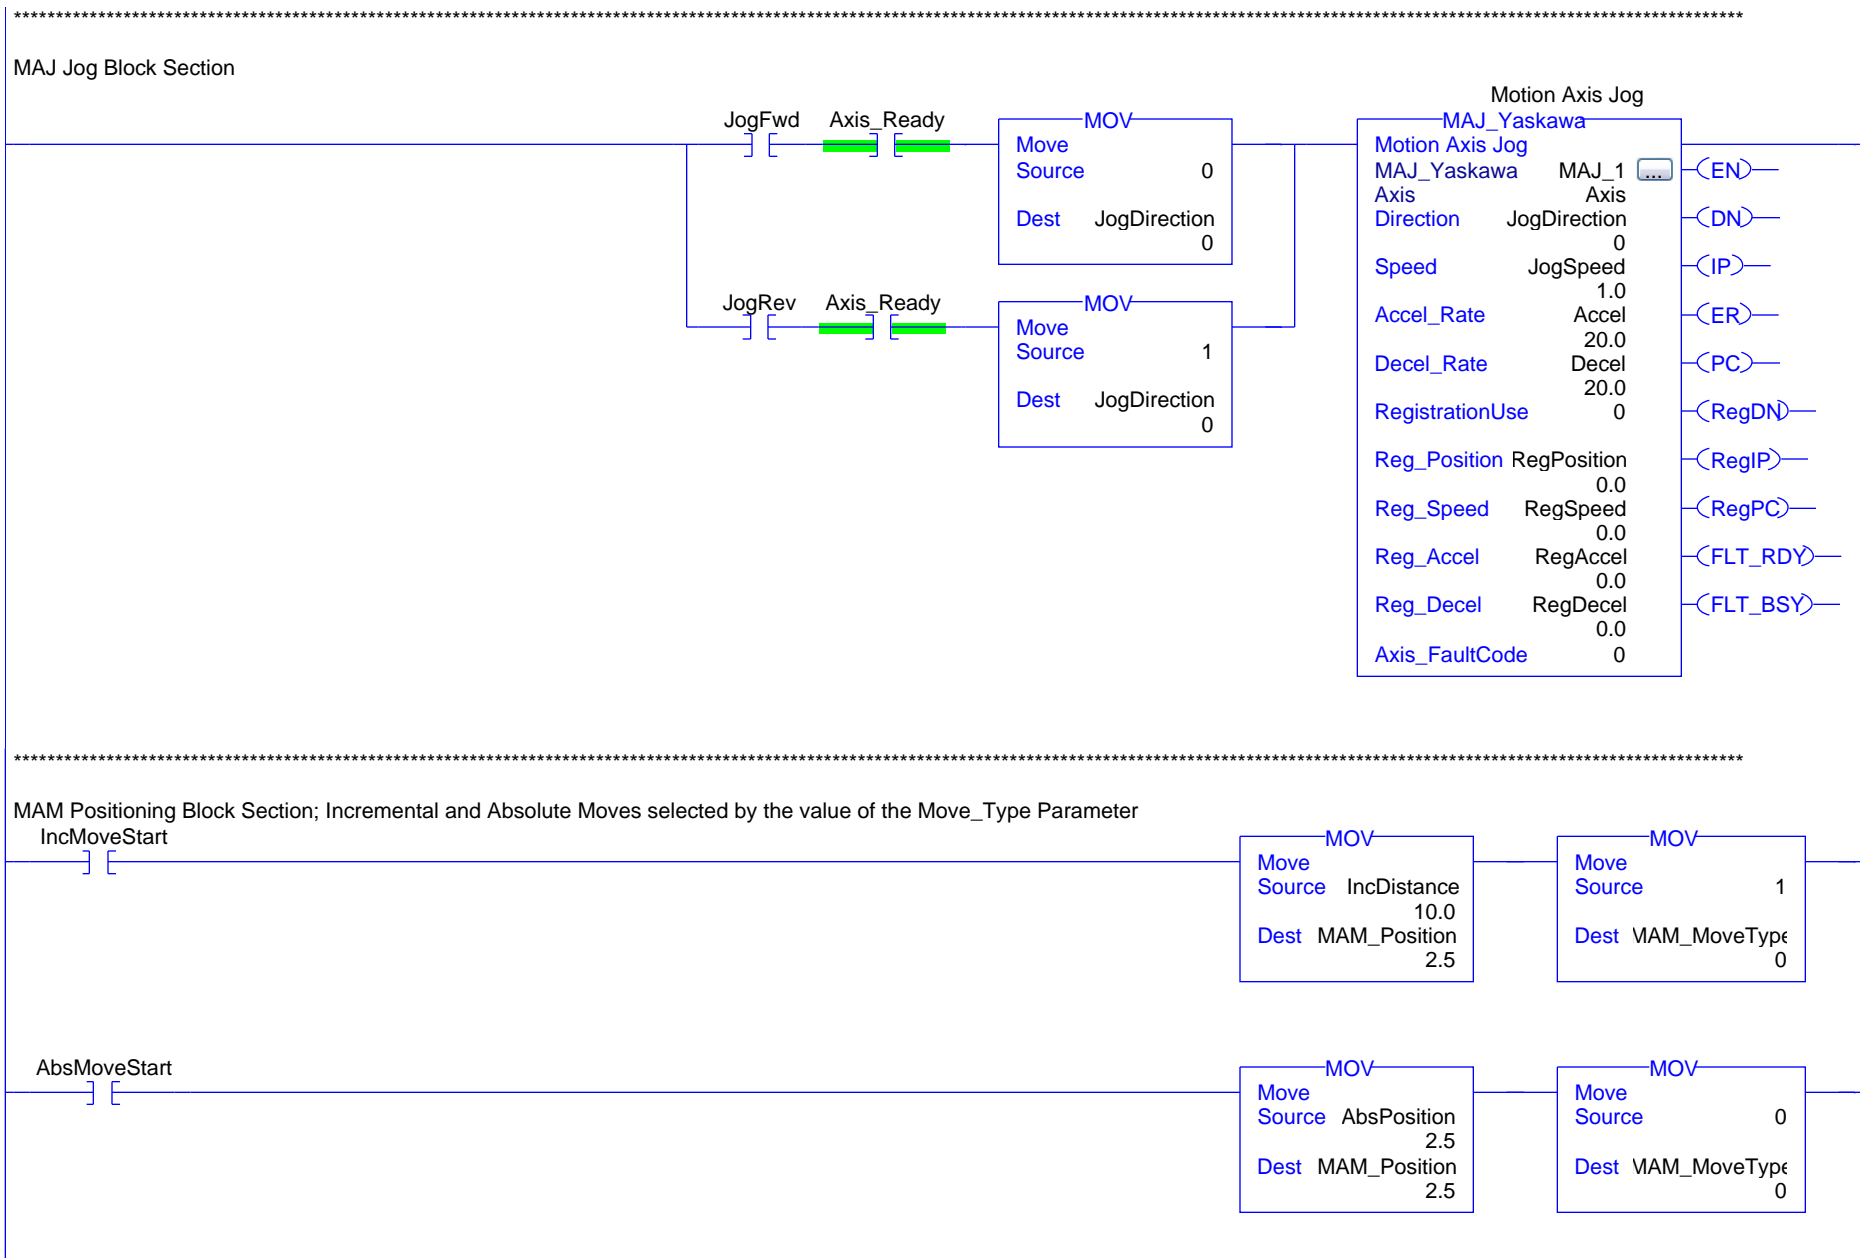 ************************************************************************************************************************************************************************************************************************
MAJ Jog Block Section
Motion Axis Jog
JogFwd Axis_Ready MOV MAJ_Yaskawa
Move Motion Axis Jog
Source 0 MAJ_Yaskawa MAJ_1 ... EN
Axis Axis
Dest JogDirection Direction JogDirection DN
0 0
Speed JogSpeed IP
JogRev Axis_Ready MOV 1.0
Move Accel_Rate Accel ER
20.0
Source 1 Decel_Rate Decel PC
20.0
Dest JogDirection RegistrationUse 0 RegDN
0
Reg_Position RegPosition RegIP
0.0
Reg_Speed RegSpeed RegPC
0.0
Reg_Accel RegAccel FLT_RDY
0.0
Reg_Decel RegDecel FLT_BSY
0.0
Axis_FaultCode 0
************************************************************************************************************************************************************************************************************************
MAM Positioning Block Section; Incremental and Absolute Moves selected by the value of the Move_Type Parameter
IncMoveStart MOV MOV
Move Move
Source IncDistance Source 1
10.0
Dest MAM_Position Dest MAM_MoveType
2.5 0
AbsMoveStart MOV MOV
Move Move
Source AbsPosition Source 0
2.5
Dest MAM_Position Dest MAM_MoveType
2.5 0